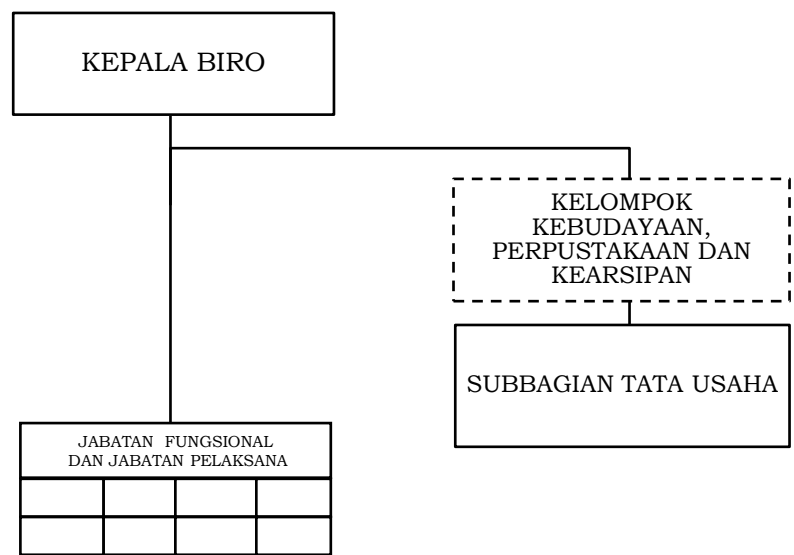 KEPALA BIRO
KELOMPOK
KEBUDAYAAN,
PERPUSTAKAAN DAN
KEARSIPAN
SUBBAGIAN TATA USAHA
JABATAN FUNGSIONAL
DAN JABATAN PELAKSANA